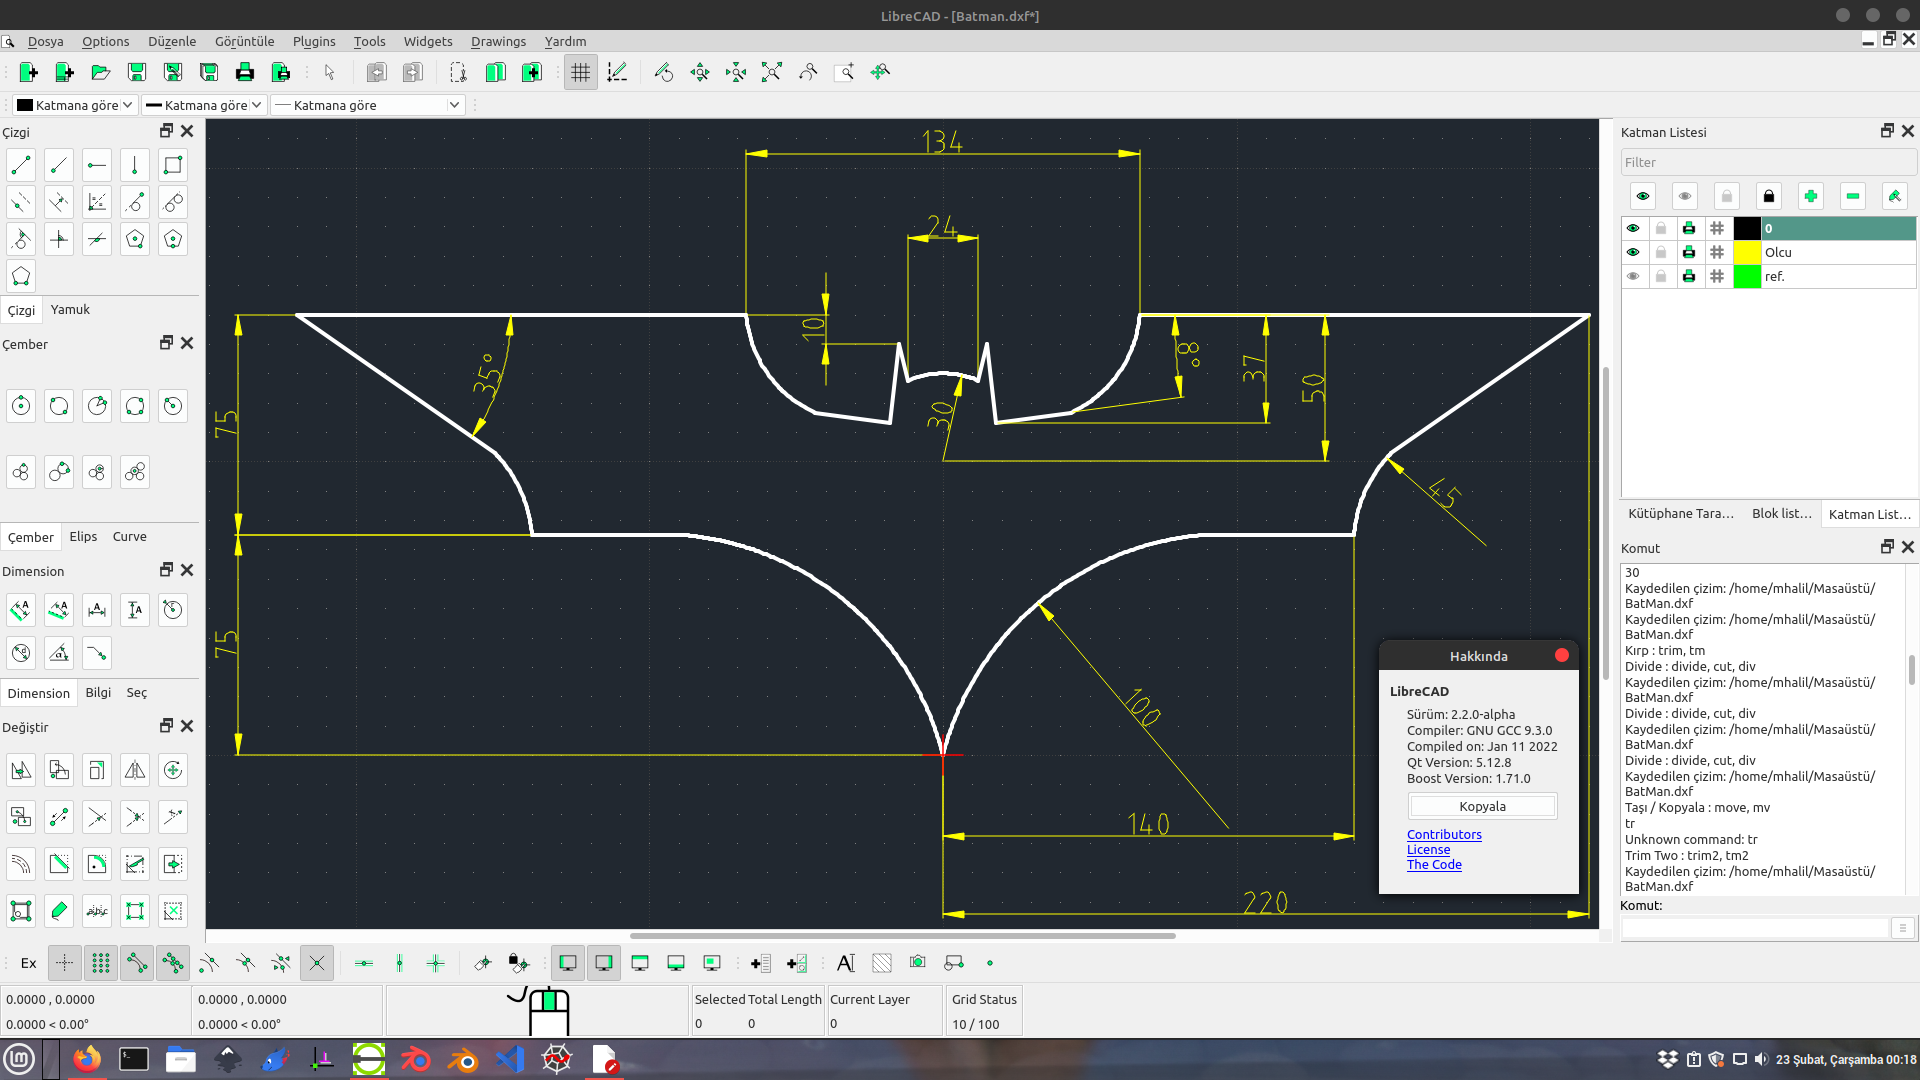 LibreCAD - [Batman.dxf*]
Dosya Options Düzenle Görüntüle Plugins Tools Widgets Drawings Yardım
Katmana göre Katmana göre Katmana göre
Çizgi
Çizgi Yamuk
Çember
Çember Elips Curve
Dimension
Dimension Bilgi Seç
Değiştir
134
24
10
35°
8°
37
50
30
75
45
75
100
140
220
Hakkında
LibreCAD
Sürüm: 2.2.0-alpha
Compiler: GNU GCC 9.3.0
Compiled on: Jan 11 2022
Qt Version: 5.12.8
Boost Version: 1.71.0
Kopyala
Contributors
License
The Code
Katman Listesi
Filter
0
Olcu
ref.
Kütüphane Tara... Blok list... Katman List...
Komut
30
Kaydedilen çizim: /home/mhalil/Masaüstü/
BatMan.dxf
Kaydedilen çizim: /home/mhalil/Masaüstü/
BatMan.dxf
Kırp : trim, tm
Divide : divide, cut, div
Kaydedilen çizim: /home/mhalil/Masaüstü/
BatMan.dxf
Divide : divide, cut, div
Kaydedilen çizim: /home/mhalil/Masaüstü/
BatMan.dxf
Divide : divide, cut, div
Kaydedilen çizim: /home/mhalil/Masaüstü/
BatMan.dxf
Taşı / Kopyala : move, mv
tr
Unknown command: tr
Trim Two : trim2, tm2
Kaydedilen çizim: /home/mhalil/Masaüstü/
BatMan.dxf
Komut:
Ex
0.0000 , 0.0000 0.0000 , 0.0000 Selected Total Length Current Layer Grid Status
0.0000 < 0.00° 0.0000 < 0.00° 0 0 0 10 / 100
23 Şubat, Çarşamba 00:18